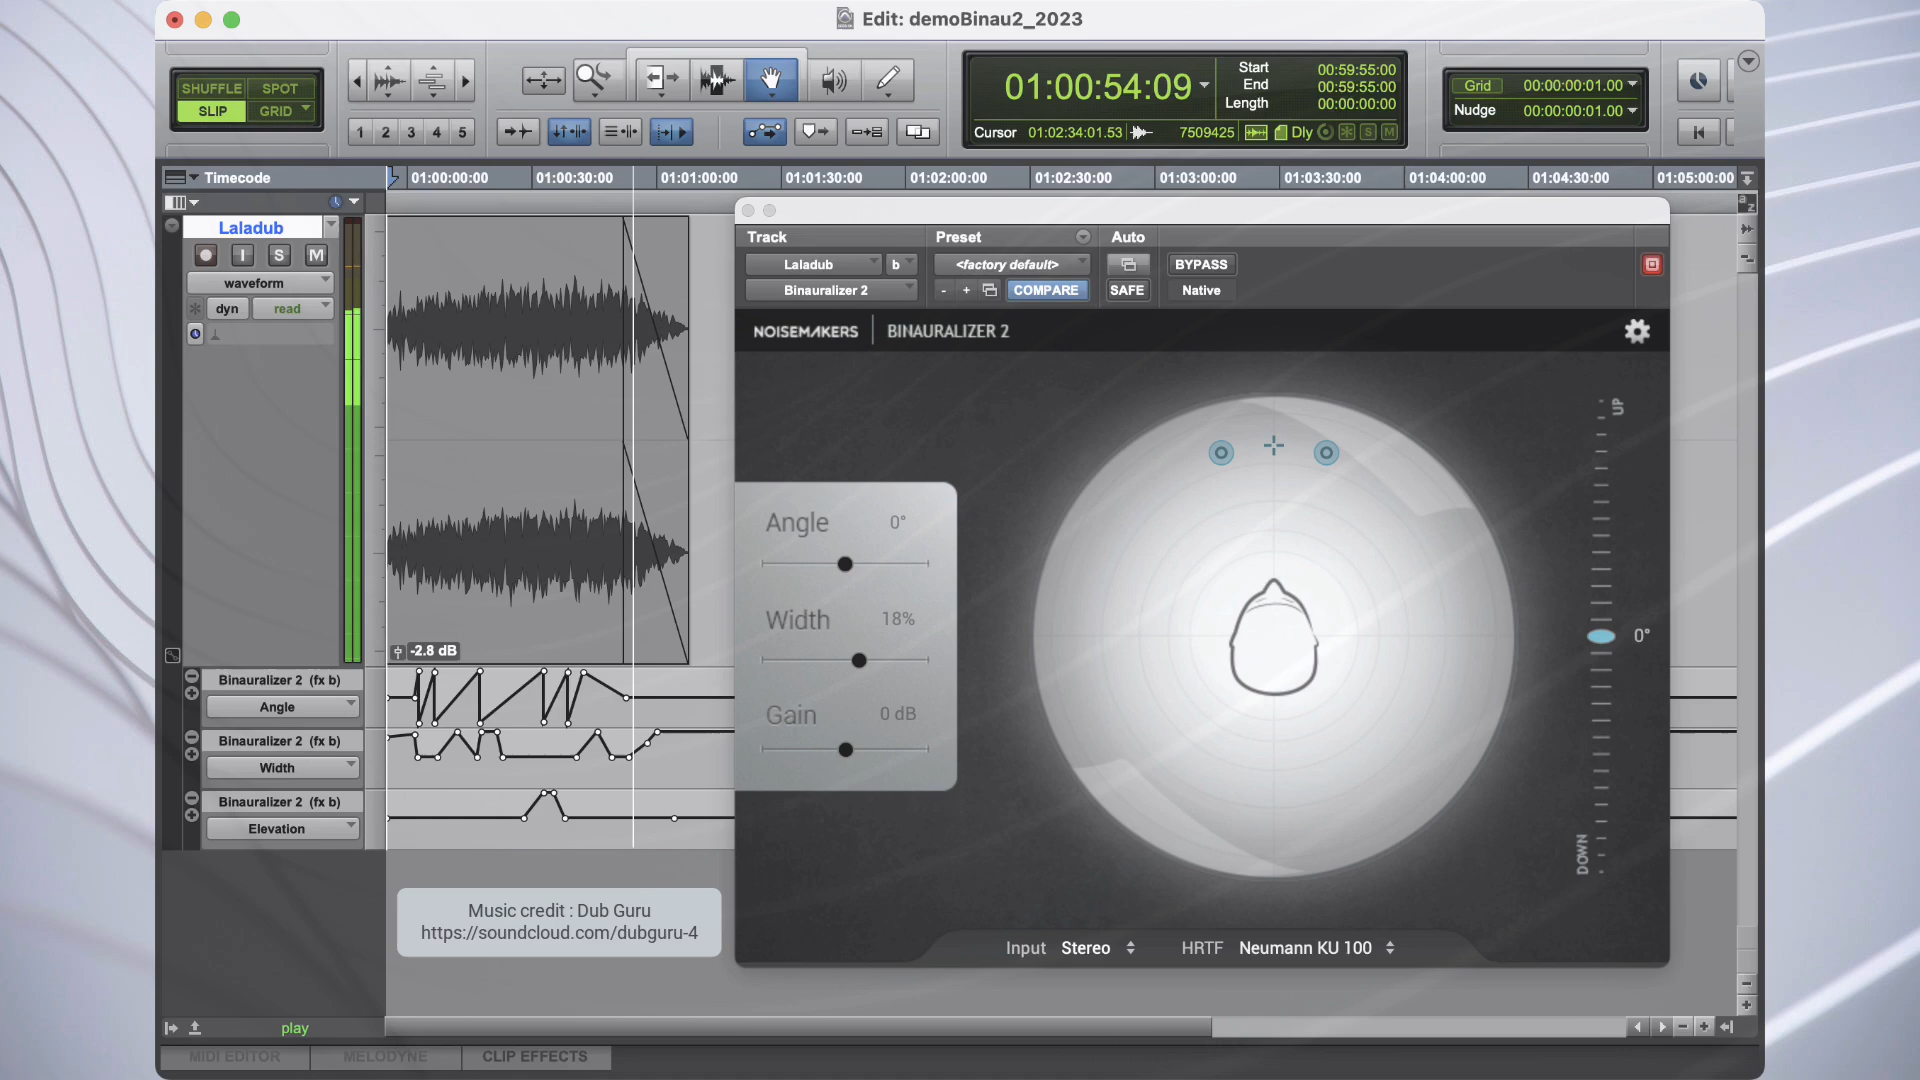 Edit: demoBinau2_2023
SHUFFLE SPOT
SLIP GRID
1 2 3 4 5
01:00:54:09
Start 00:59:55:00
End 00:59:55:00
Length 00:00:00:00
Cursor 01:02:34:01.53 7509425 Dly S M
Grid 00:00:00:01.00
Nudge 00:00:00:01.00
Timecode 01:00:00:00 01:00:30:00 01:01:00:00 01:01:30:00 01:02:00:00 01:02:30:00 01:03:00:00 01:03:30:00 01:04:00:00 01:04:30:00 01:05:00:00
a z
Laladub
I S M
waveform
dyn read
-2.8 dB
Binauralizer 2 (fx b)
Angle
Binauralizer 2 (fx b)
Width
Binauralizer 2 (fx b)
Elevation
Track Preset Auto
Laladub b <factory default> BYPASS
Binauralizer 2 - + COMPARE SAFE Native
NOISEMAKERS BINAURALIZER 2
UP
Angle 0°
Width 18%
0°
Gain 0 dB
DOWN
Input Stereo HRTF Neumann KU 100
Music credit : Dub Guru
https://soundcloud.com/dubguru-4
play
MIDI EDITOR MELODYNE CLIP EFFECTS